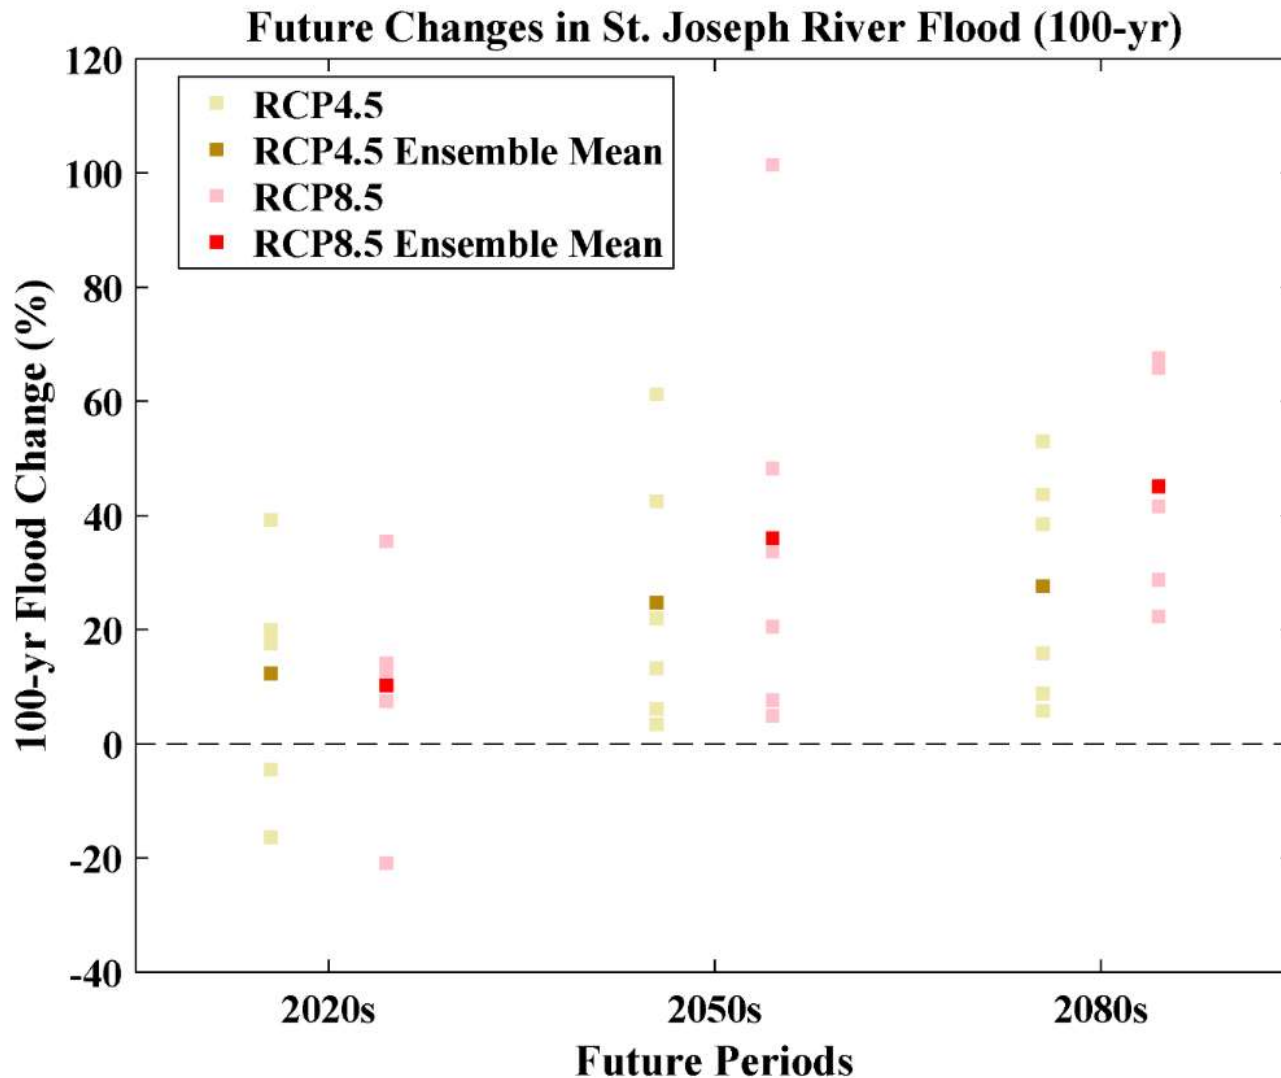 Future Changes in St. Joseph River Flood (100-yr)
120
100
80
60
40
20
0
-20
-40
100-yr Flood Change (%)
RCP4.5
RCP4.5 Ensemble Mean
RCP8.5
RCP8.5 Ensemble Mean
2020s 2050s 2080s
Future Periods